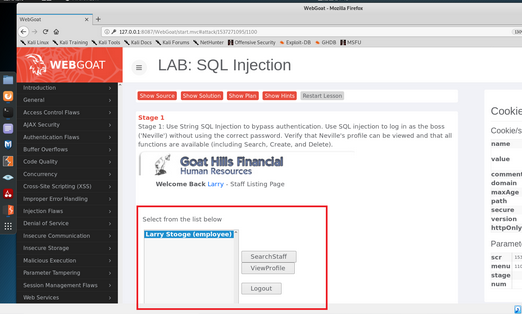 WebGoat - Mozilla Firefox
WebGoat
127.0.0.1:8087/WebGoat/start.mvc#attack/1537271095/1100
Kali Linux
Kali Training
Kali Tools
Kali Docs
Kali Forums
NetHunter
Offensive Security
Exploit-DB
GHDB
MSFU
WEBGOAT
LAB: SQL Injection
Introduction
General
Access Control Flaws
AJAX Security
Authentication Flaws
Buffer Overflows
Code Quality
Concurrency
Cross-Site Scripting (XSS)
Improper Error Handling
Injection Flaws
Denial of Service
Insecure Communication
Insecure Storage
Malicious Execution
Parameter Tampering
Session Management Flaws
Web Services
Show Source
Show Solution
Show Plan
Show Hints
Restart Lesson
Stage 1
Stage 1: Use String SQL Injection to bypass authentication. Use SQL injection to log in as the boss
('Neville') without using the correct password. Verify that Neville's profile can be viewed and that all
functions are available (including Search, Create, and Delete).
Goat Hills Financial
Human Resources
Welcome Back Larry - Staff Listing Page
Select from the list below
Larry Stooge (employee)
SearchStaff
ViewProfile
Logout
Cookie
Cookie/s
name
value
comment
domain
maxAge
path
secure
version
httpOnly
Parame
scr
menu
stage
num